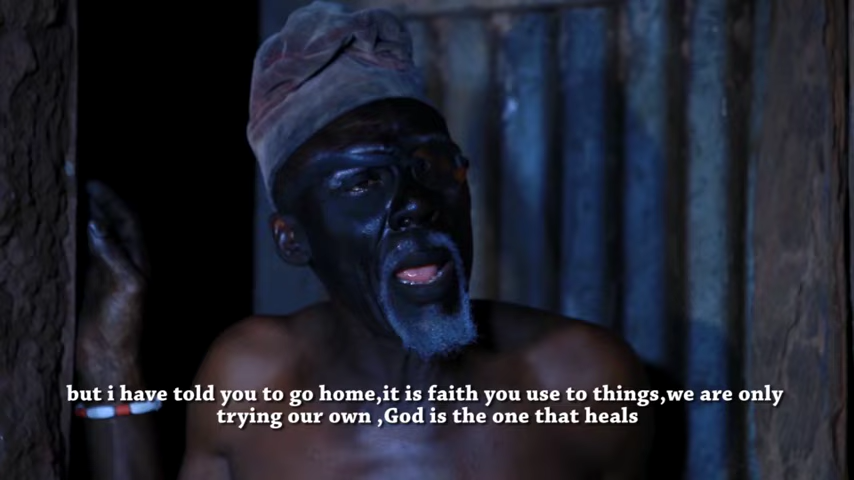 but i have told you to go home,it is faith you use to things,we are only
trying our own ,God is the one that heals